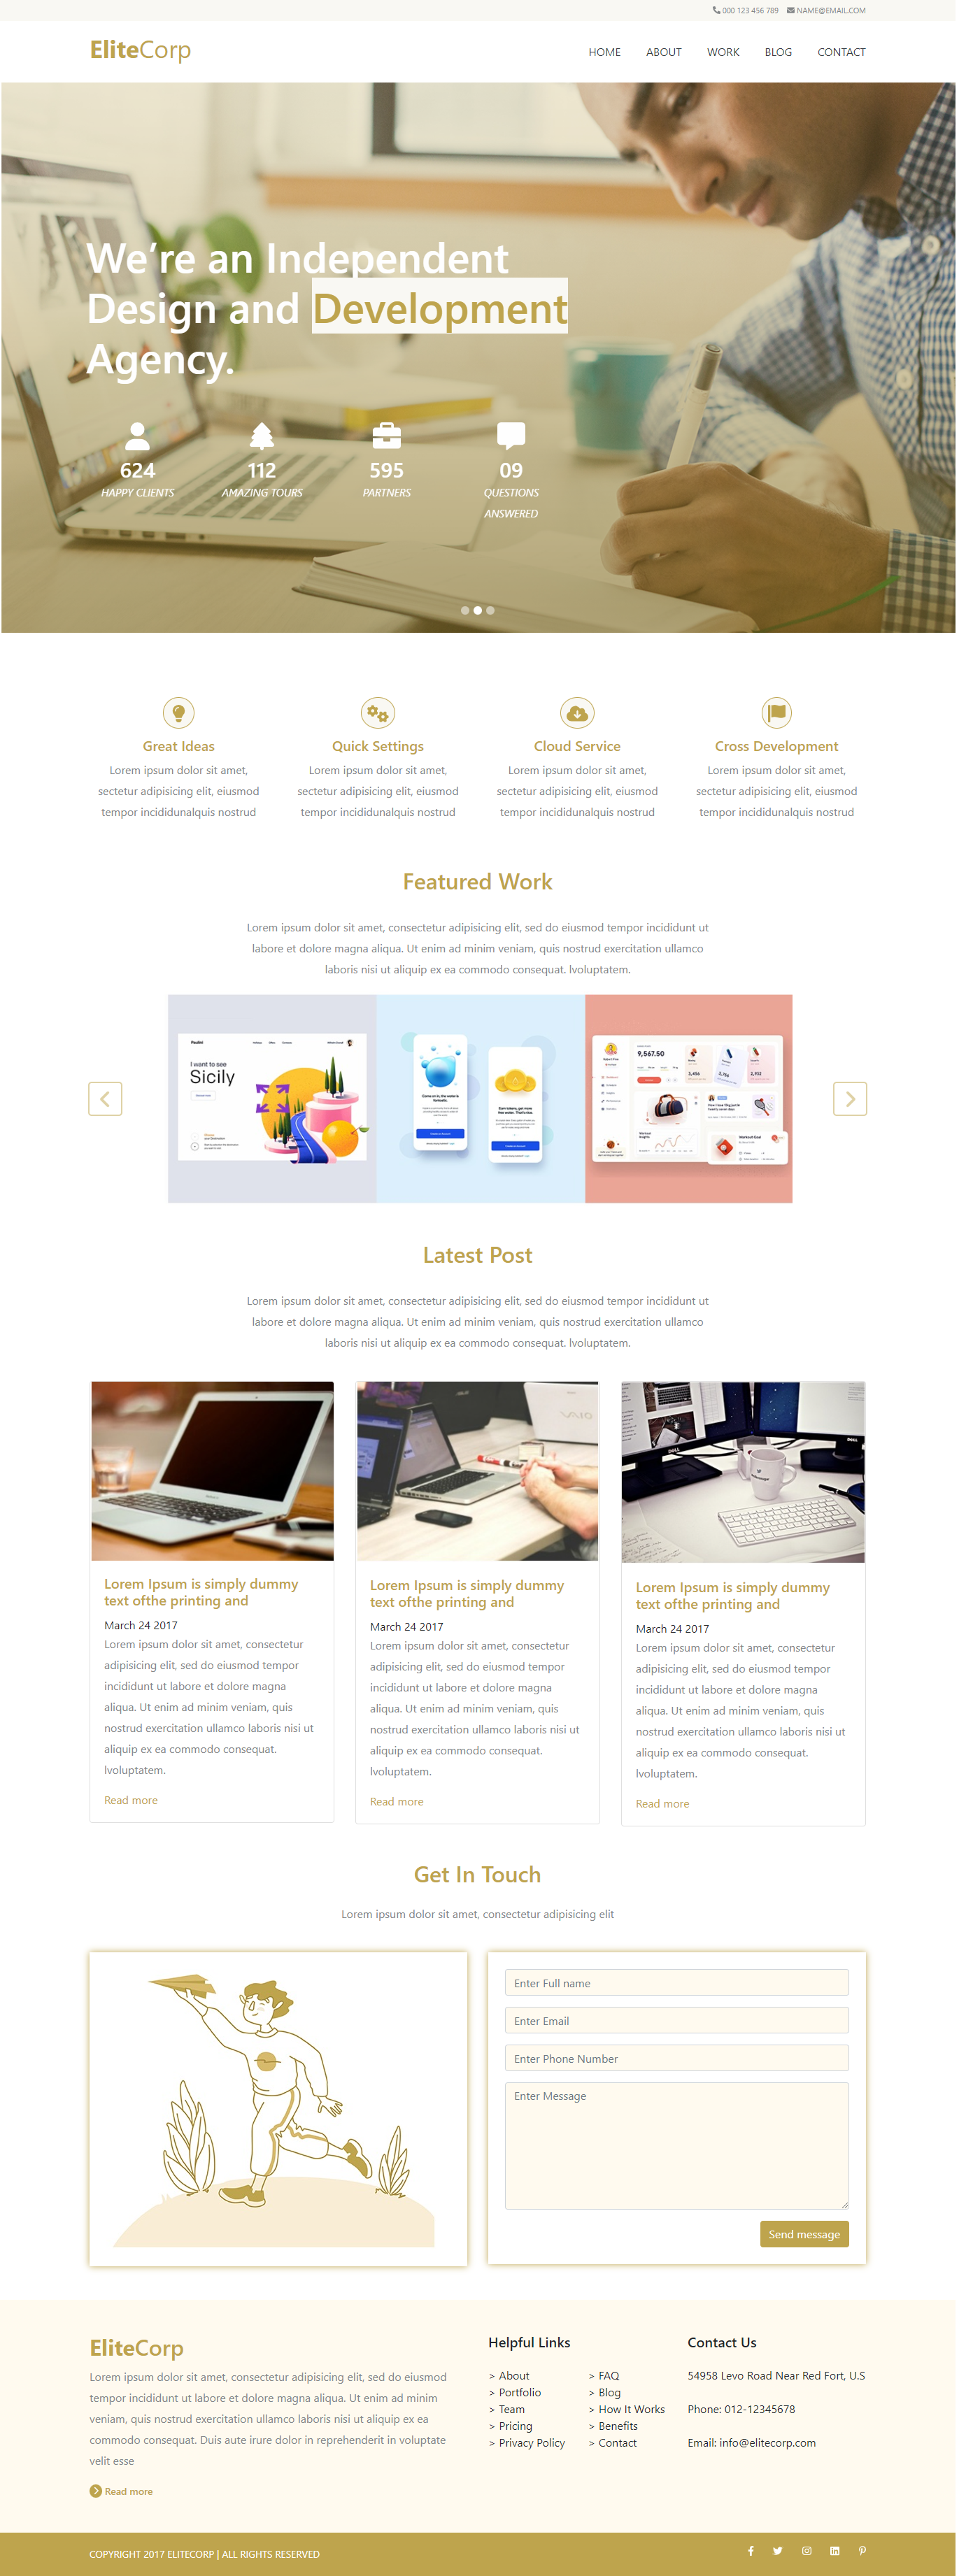 000 123 456 789 NAME@EMAIL.COM
EliteCorp
HOME ABOUT WORK BLOG CONTACT
We're an Independent
Design and Development
Agency.
624
HAPPY CLIENTS
112
AMAZING TOURS
595
PARTNERS
09
QUESTIONS
ANSWERED
Great Ideas
Lorem ipsum dolor sit amet,
sectetur adipisicing elit, eiusmod
tempor incididunalquis nostrud
Quick Settings
Lorem ipsum dolor sit amet,
sectetur adipisicing elit, eiusmod
tempor incididunalquis nostrud
Cloud Service
Lorem ipsum dolor sit amet,
sectetur adipisicing elit, eiusmod
tempor incididunalquis nostrud
Cross Development
Lorem ipsum dolor sit amet,
sectetur adipisicing elit, eiusmod
tempor incididunalquis nostrud
Featured Work
Lorem ipsum dolor sit amet, consectetur adipisicing elit, sed do eiusmod tempor incididunt ut
labore et dolore magna aliqua. Ut enim ad minim veniam, quis nostrud exercitation ullamco
laboris nisi ut aliquip ex ea commodo consequat. lvoluptatem.
I want to see
Sicily
9,567.50
Latest Post
Lorem ipsum dolor sit amet, consectetur adipisicing elit, sed do eiusmod tempor incididunt ut
labore et dolore magna aliqua. Ut enim ad minim veniam, quis nostrud exercitation ullamco
laboris nisi ut aliquip ex ea commodo consequat. lvoluptatem.
VAIO
DELL
DELL
Lorem Ipsum is simply dummy
text ofthe printing and
March 24 2017
Lorem ipsum dolor sit amet, consectetur
adipisicing elit, sed do eiusmod tempor
incididunt ut labore et dolore magna
aliqua. Ut enim ad minim veniam, quis
nostrud exercitation ullamco laboris nisi ut
aliquip ex ea commodo consequat.
lvoluptatem.
Read more
Lorem Ipsum is simply dummy
text ofthe printing and
March 24 2017
Lorem ipsum dolor sit amet, consectetur
adipisicing elit, sed do eiusmod tempor
incididunt ut labore et dolore magna
aliqua. Ut enim ad minim veniam, quis
nostrud exercitation ullamco laboris nisi ut
aliquip ex ea commodo consequat.
lvoluptatem.
Read more
Lorem Ipsum is simply dummy
text ofthe printing and
March 24 2017
Lorem ipsum dolor sit amet, consectetur
adipisicing elit, sed do eiusmod tempor
incididunt ut labore et dolore magna
aliqua. Ut enim ad minim veniam, quis
nostrud exercitation ullamco laboris nisi ut
aliquip ex ea commodo consequat.
lvoluptatem.
Read more
Get In Touch
Lorem ipsum dolor sit amet, consectetur adipisicing elit
Enter Full name
Enter Email
Enter Phone Number
Enter Message
Send message
EliteCorp
Lorem ipsum dolor sit amet, consectetur adipisicing elit, sed do eiusmod
tempor incididunt ut labore et dolore magna aliqua. Ut enim ad minim
veniam, quis nostrud exercitation ullamco laboris nisi ut aliquip ex ea
commodo consequat. Duis aute irure dolor in reprehenderit in voluptate
velit esse
Read more
Helpful Links
> About
> Portfolio
> Team
> Pricing
> Privacy Policy
> FAQ
> Blog
> How It Works
> Benefits
> Contact
Contact Us
54958 Levo Road Near Red Fort, U.S
Phone: 012-12345678
Email: info@elitecorp.com
COPYRIGHT 2017 ELITECORP | ALL RIGHTS RESERVED